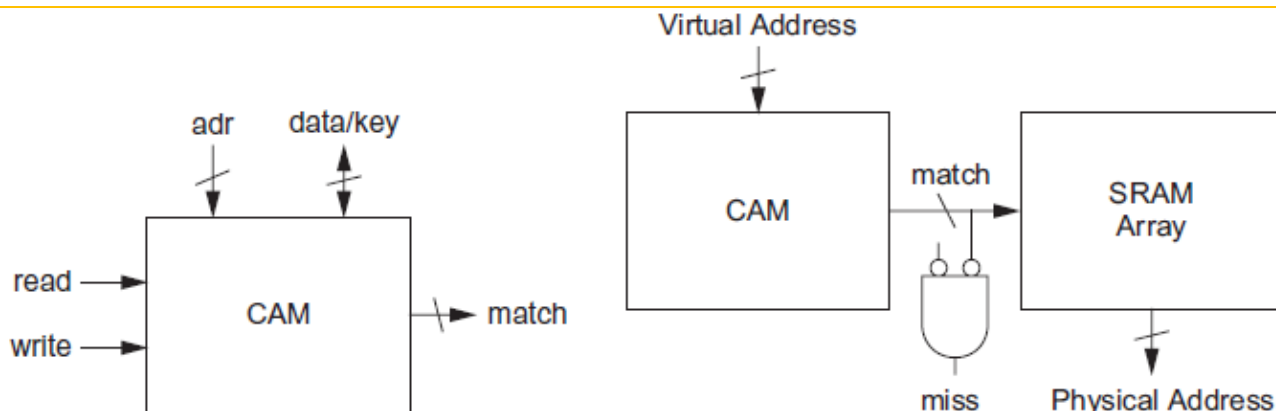 Virtual Address
adr
data/key
match
CAM
SRAM
Array
read
CAM
match
write
miss
Physical Address